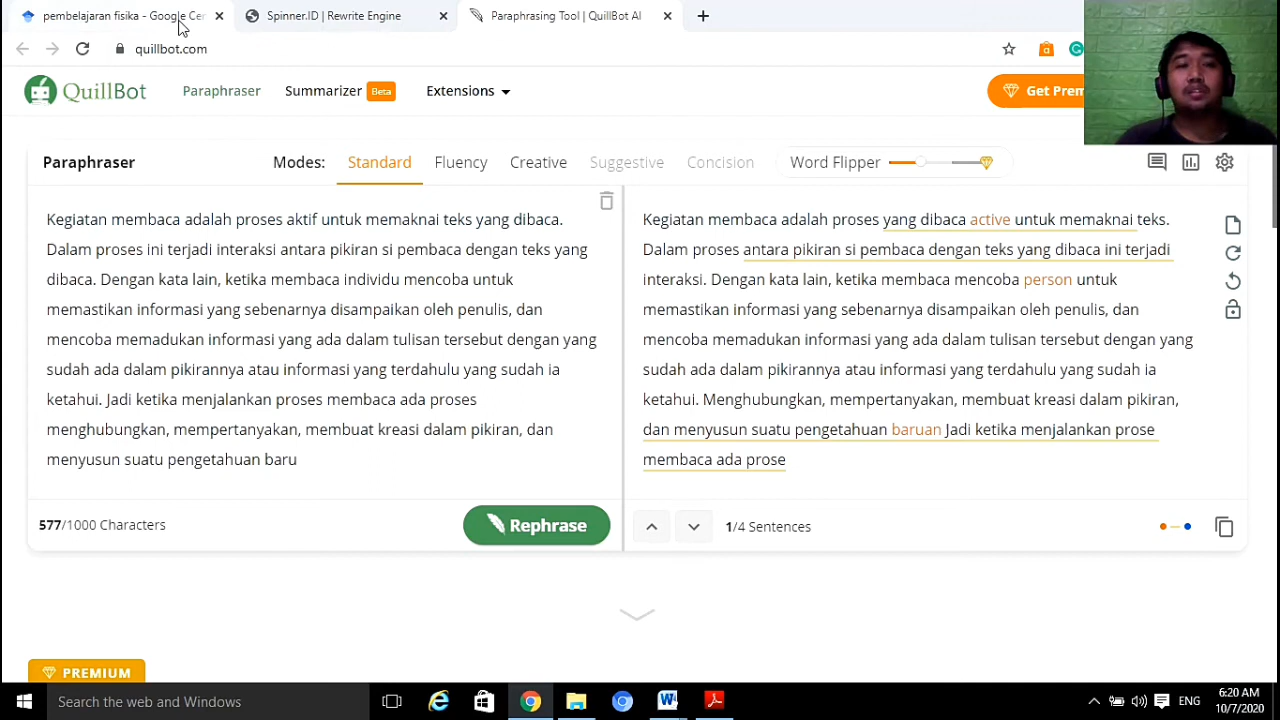 pembelajaran fisika - Google Cen
Spinner.ID | Rewrite Engine
Paraphrasing Tool | QuillBot AI
quillbot.com
QuillBot
Paraphraser
Summarizer
Beta
Extensions
Get Prem
Paraphraser
Modes:
Standard
Fluency
Creative
Suggestive
Concision
Word Flipper
Kegiatan membaca adalah proses aktif untuk memaknai teks yang dibaca.
Dalam proses ini terjadi interaksi antara pikiran si pembaca dengan teks yang
dibaca. Dengan kata lain, ketika membaca individu mencoba untuk
memastikan informasi yang sebenarnya disampaikan oleh penulis, dan
mencoba memadukan informasi yang ada dalam tulisan tersebut dengan yang
sudah ada dalam pikirannya atau informasi yang terdahulu yang sudah ia
ketahui. Jadi ketika menjalankan proses membaca ada proses
menghubungkan, mempertanyakan, membuat kreasi dalam pikiran, dan
menyusun suatu pengetahuan baru
577/1000 Characters
Rephrase
Kegiatan membaca adalah proses yang dibaca active untuk memaknai teks.
Dalam proses antara pikiran si pembaca dengan teks yang dibaca ini terjadi
interaksi. Dengan kata lain, ketika membaca mencoba person untuk
memastikan informasi yang sebenarnya disampaikan oleh penulis, dan
mencoba memadukan informasi yang ada dalam tulisan tersebut dengan yang
sudah ada dalam pikirannya atau informasi yang terdahulu yang sudah ia
ketahui. Menghubungkan, mempertanyakan, membuat kreasi dalam pikiran,
dan menyusun suatu pengetahuan baruan Jadi ketika menjalankan prose
membaca ada prose
1/4 Sentences
PREMIUM
Search the web and Windows
ENG
6:20 AM
10/7/2020